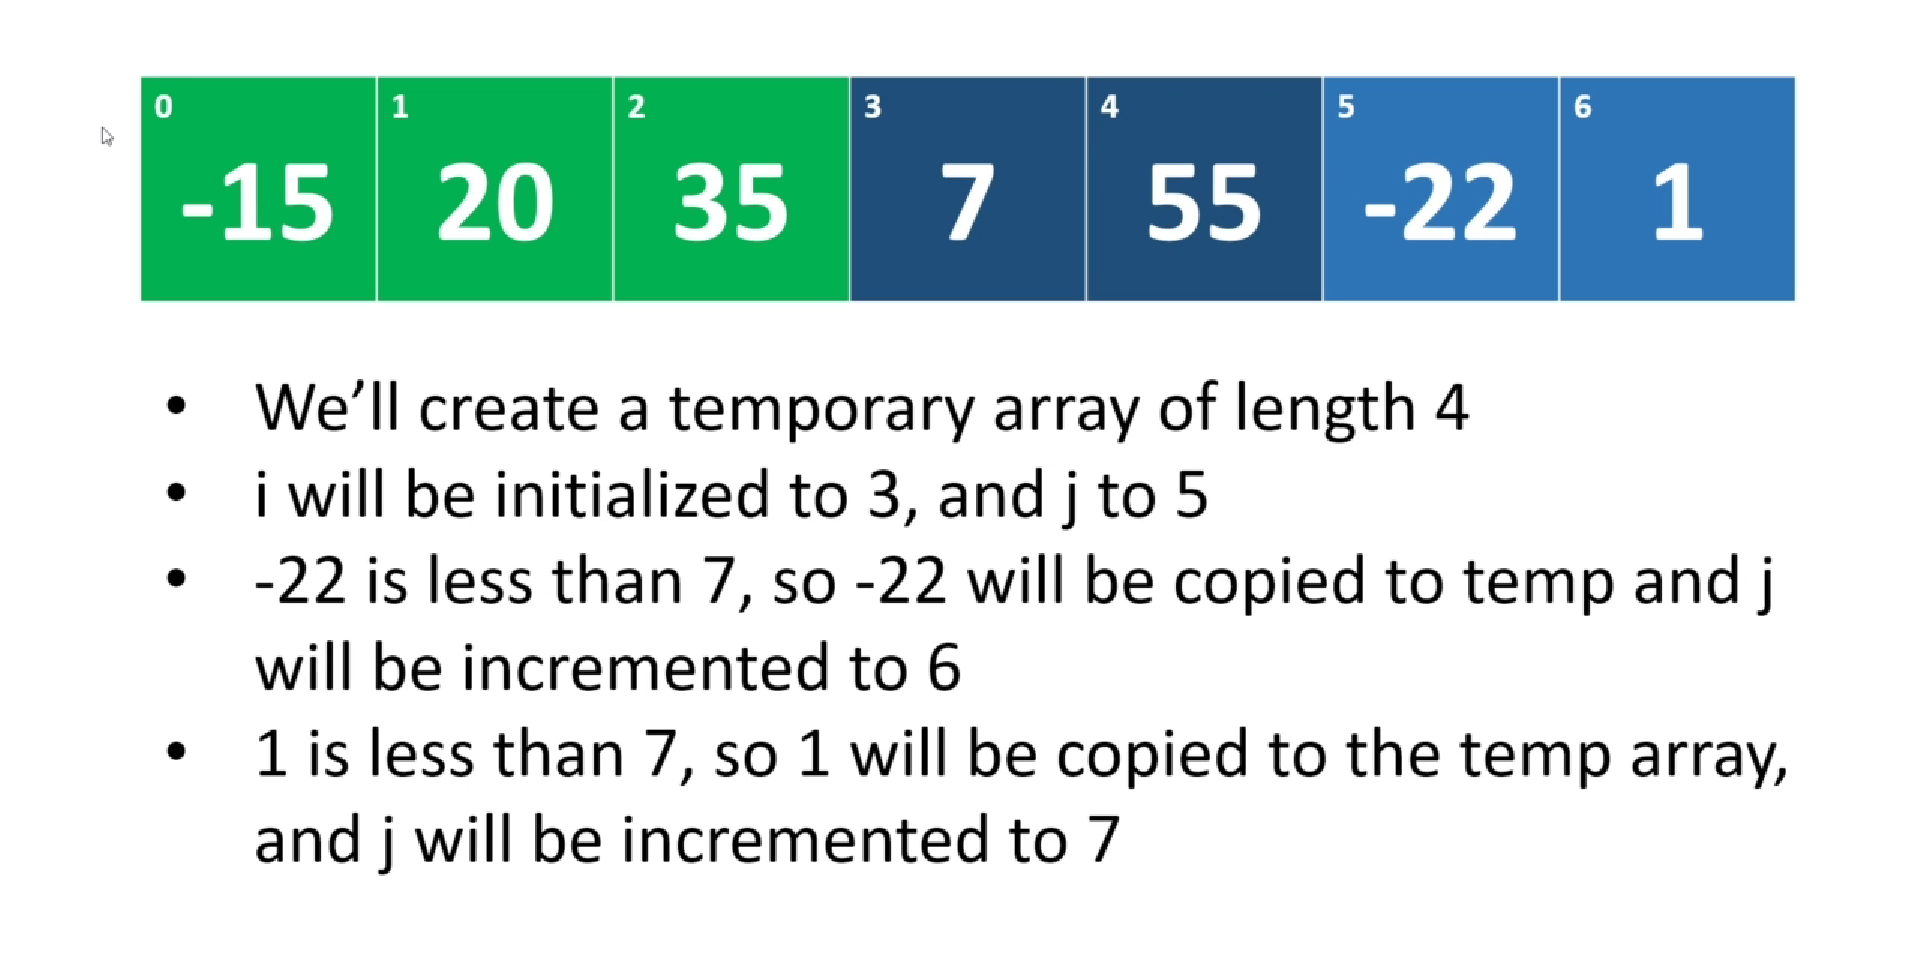 0 1 2 3 4 5 6
-15 20 35 7 55 -22 1
• We’ll create a temporary array of length 4
• i will be initialized to 3, and j to 5
• -22 is less than 7, so -22 will be copied to temp and j
will be incremented to 6
• 1 is less than 7, so 1 will be copied to the temp array,
and j will be incremented to 7